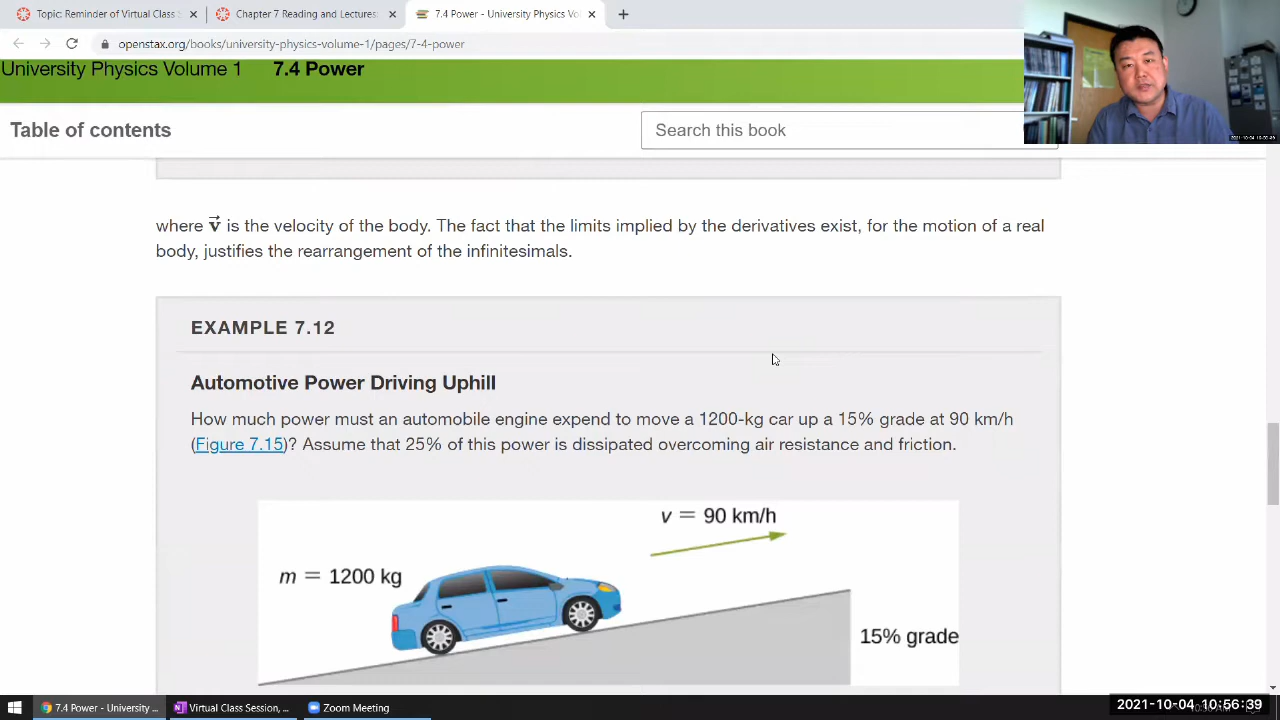 Topic: Reminder of Virtual Class
Chapter 7 Reading and Lectures:
7.4 Power - University Physics Vo
openstax.org/books/university-physics-volume-1/pages/7-4-power
University Physics Volume 1 7.4 Power
Table of contents
Search this book
where v⃗ is the velocity of the body. The fact that the limits implied by the derivatives exist, for the motion of a real
body, justifies the rearrangement of the infinitesimals.
EXAMPLE 7.12
Automotive Power Driving Uphill
How much power must an automobile engine expend to move a 1200-kg car up a 15% grade at 90 km/h
(Figure 7.15)? Assume that 25% of this power is dissipated overcoming air resistance and friction.
v = 90 km/h
m = 1200 kg
15% grade
7.4 Power - University ...
Virtual Class Session, ...
Zoom Meeting
2021-10-04 10:56:39